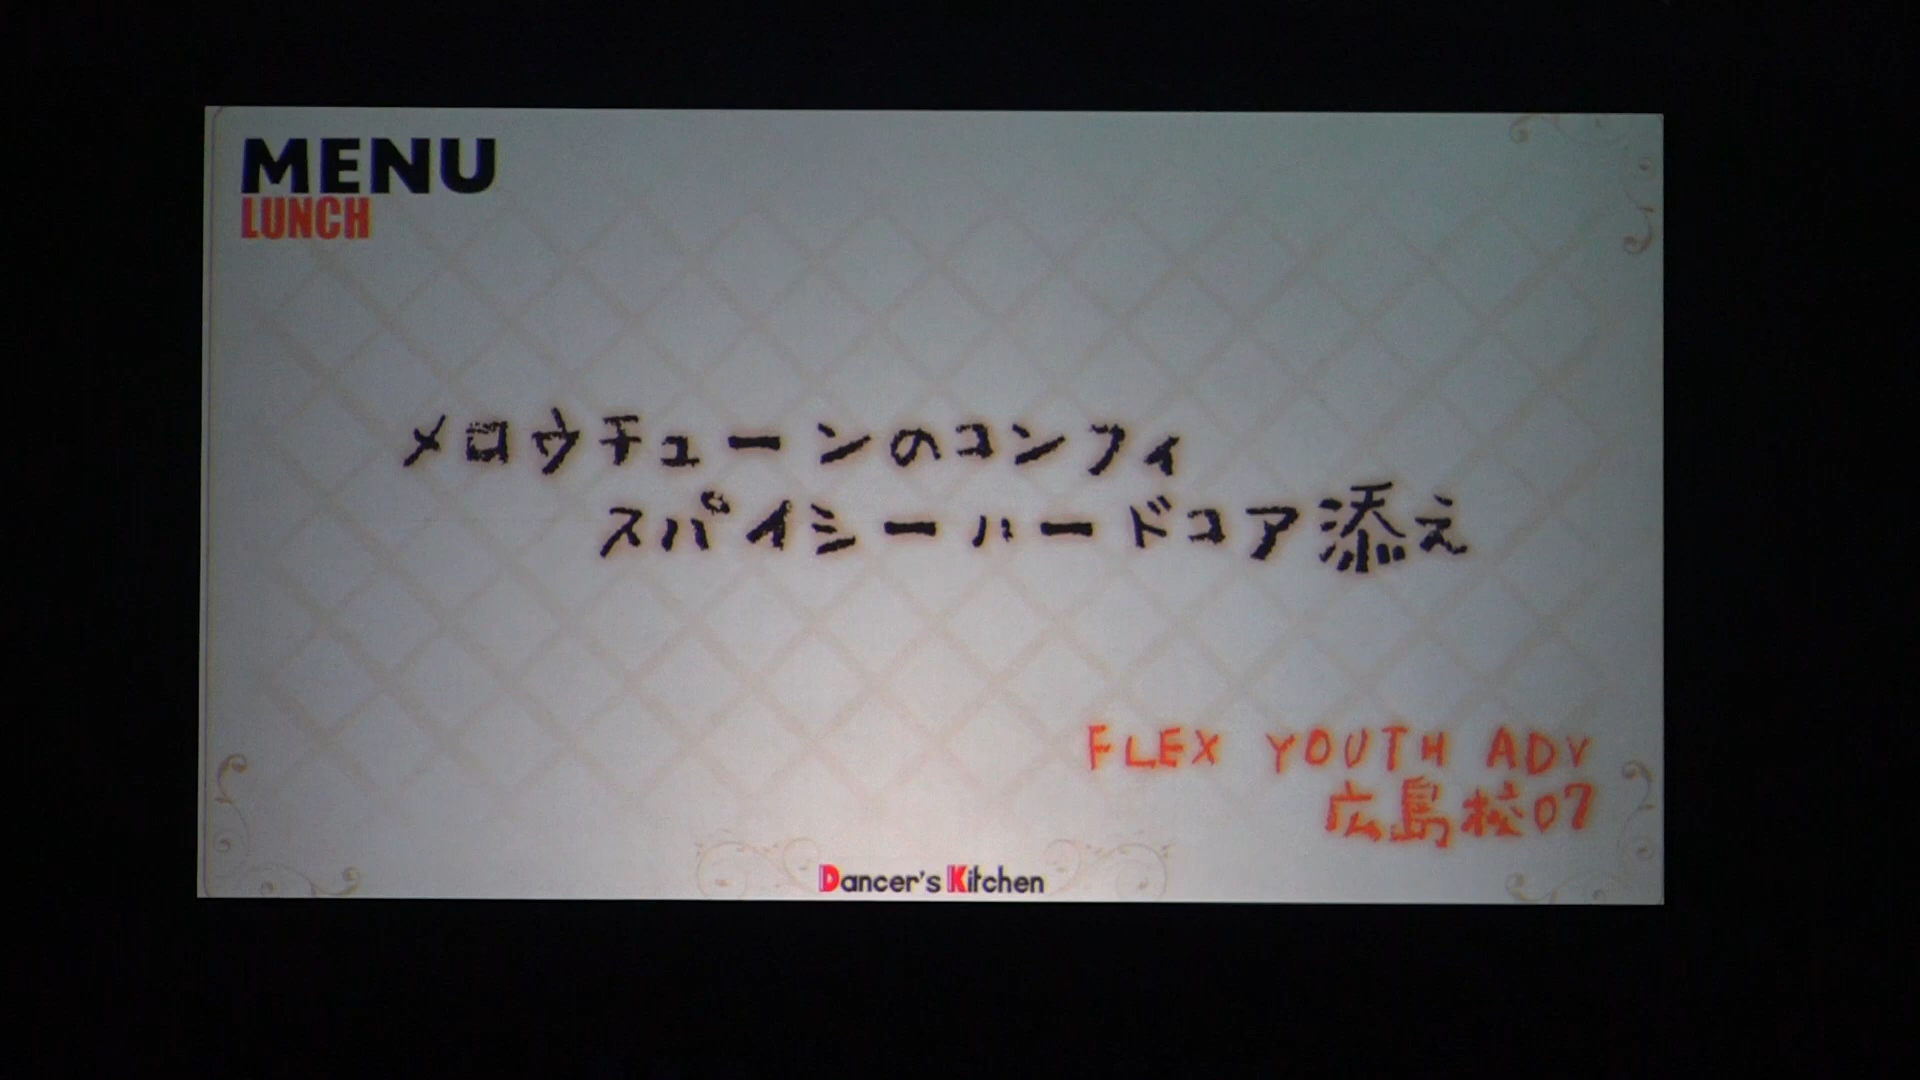 MENU
LUNCH
メロウチューンのコンフィ
スパイシーハードコア添え
FLEX YOUTH ADV
広島校07
Dancer's Kitchen